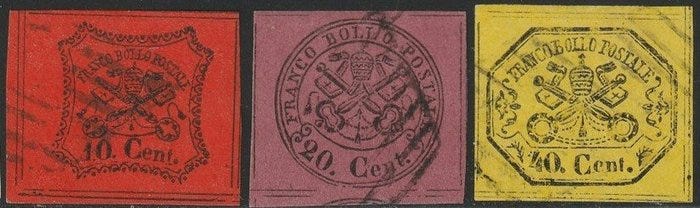 FRANCO BOLLO POSTALE
10. Cent.
FRANCO BOLLO POSTALE
20. Cent.
FRANCO BOLLO POSTALE
40. Cent.